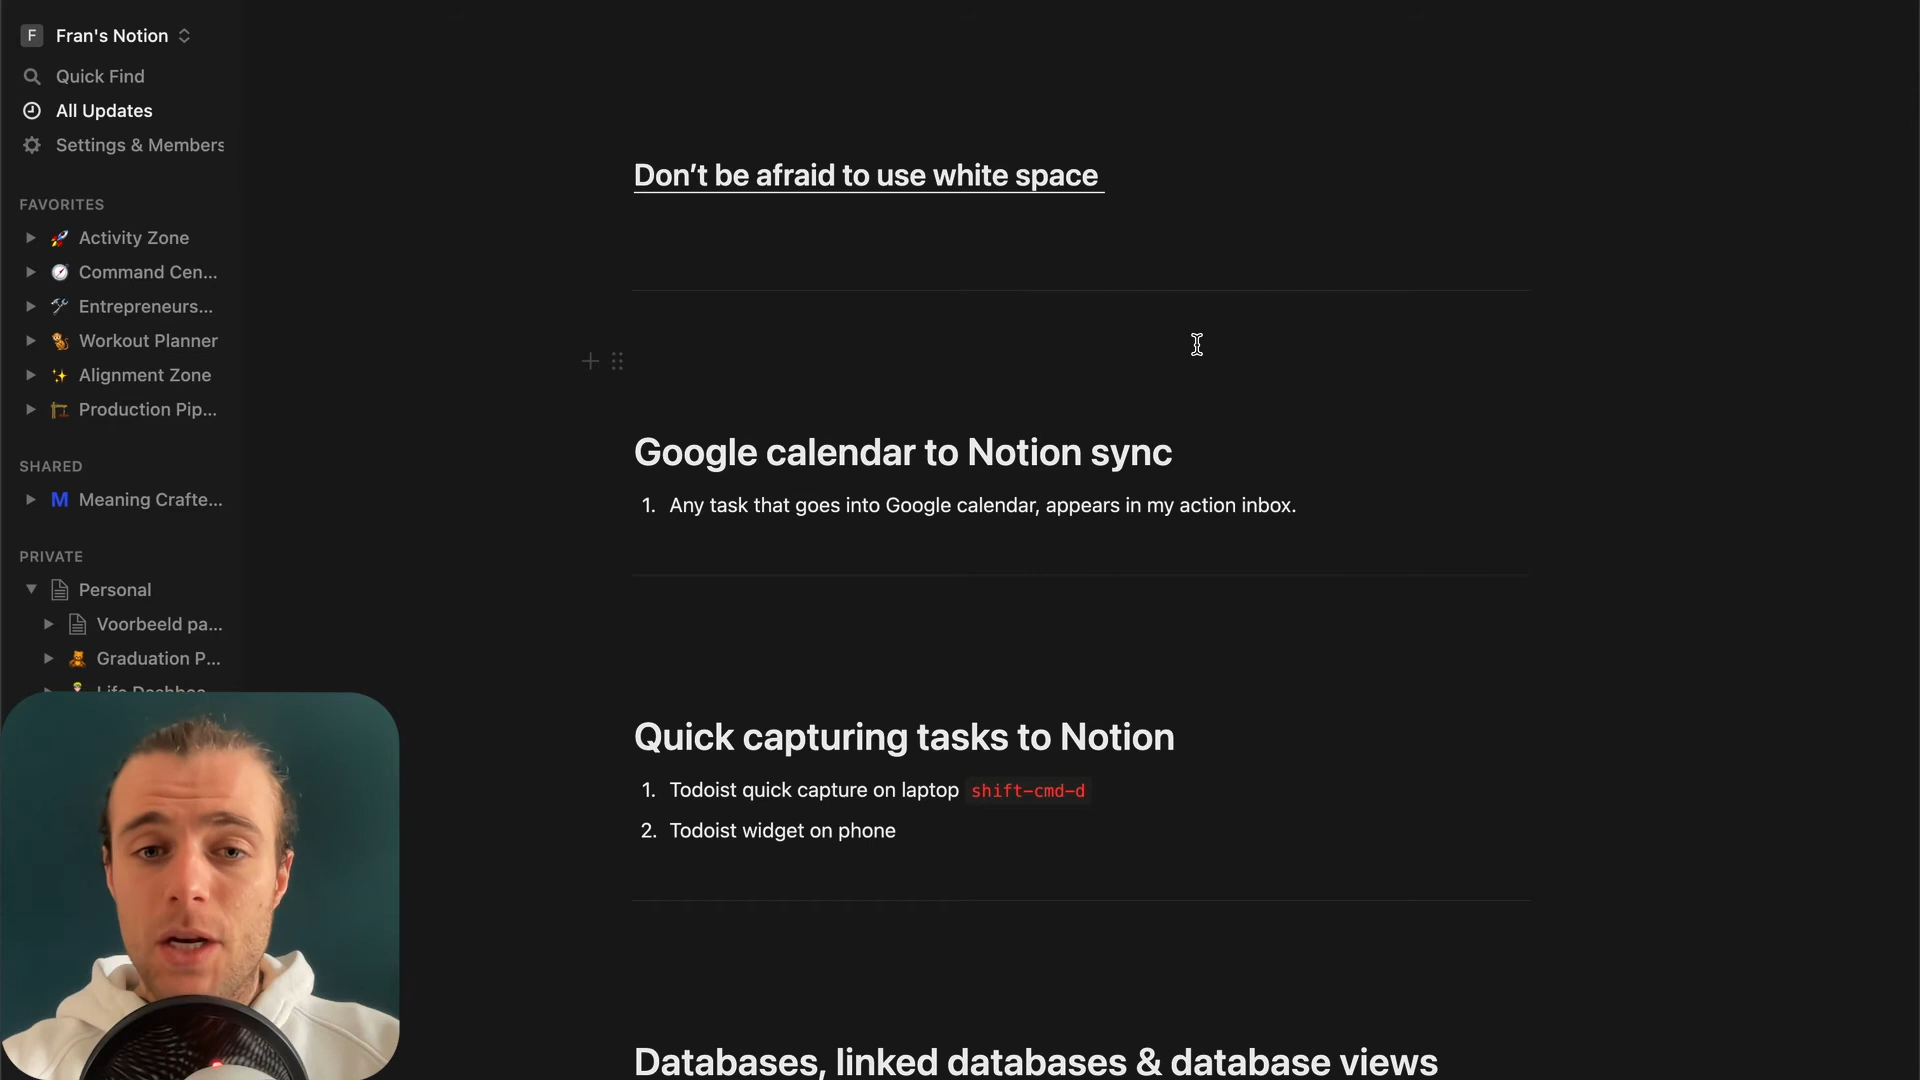 F Fran's Notion
Quick Find
All Updates
Settings & Members
FAVORITES
Activity Zone
Command Cen...
Entrepreneurs...
Workout Planner
Alignment Zone
Production Pip...
SHARED
M Meaning Crafte...
PRIVATE
Personal
Voorbeeld pa...
Graduation P...
Life Dashboa...
Don’t be afraid to use white space
Google calendar to Notion sync
1. Any task that goes into Google calendar, appears in my action inbox.
Quick capturing tasks to Notion
1. Todoist quick capture on laptop shift-cmd-d
2. Todoist widget on phone
Databases, linked databases & database views